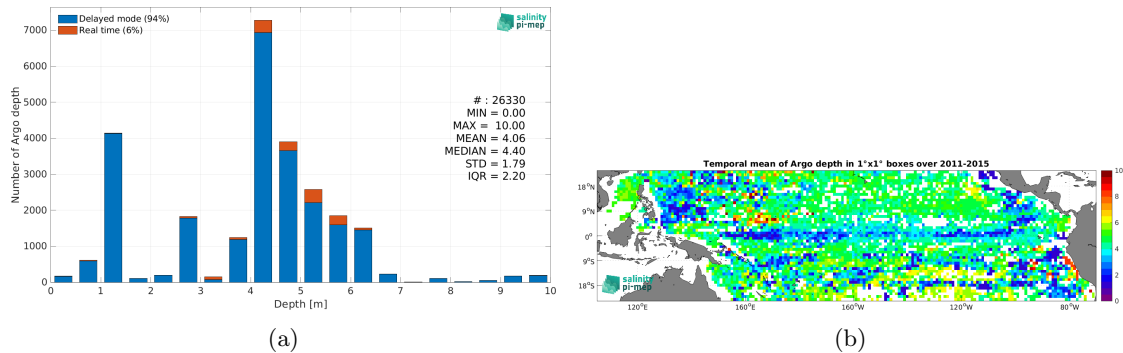 Delayed mode (94%)
Real time (6%)
salinity
pi-mep
Number of Argo depth
7000
6000
5000
4000
3000
2000
1000
0
# : 26330
MIN = 0.00
MAX = 10.00
MEAN = 4.06
MEDIAN = 4.40
STD = 1.79
IQR = 2.20
0 1 2 3 4 5 6 7 8 9 10
Depth [m]
(a)
Temporal mean of Argo depth in 1°x1° boxes over 2011-2015
18°N
9°N
0°
9°S
18°S
120°E 160°E 160°W 120°W 80°W
salinity
pi-mep
10
8
6
4
2
0
(b)